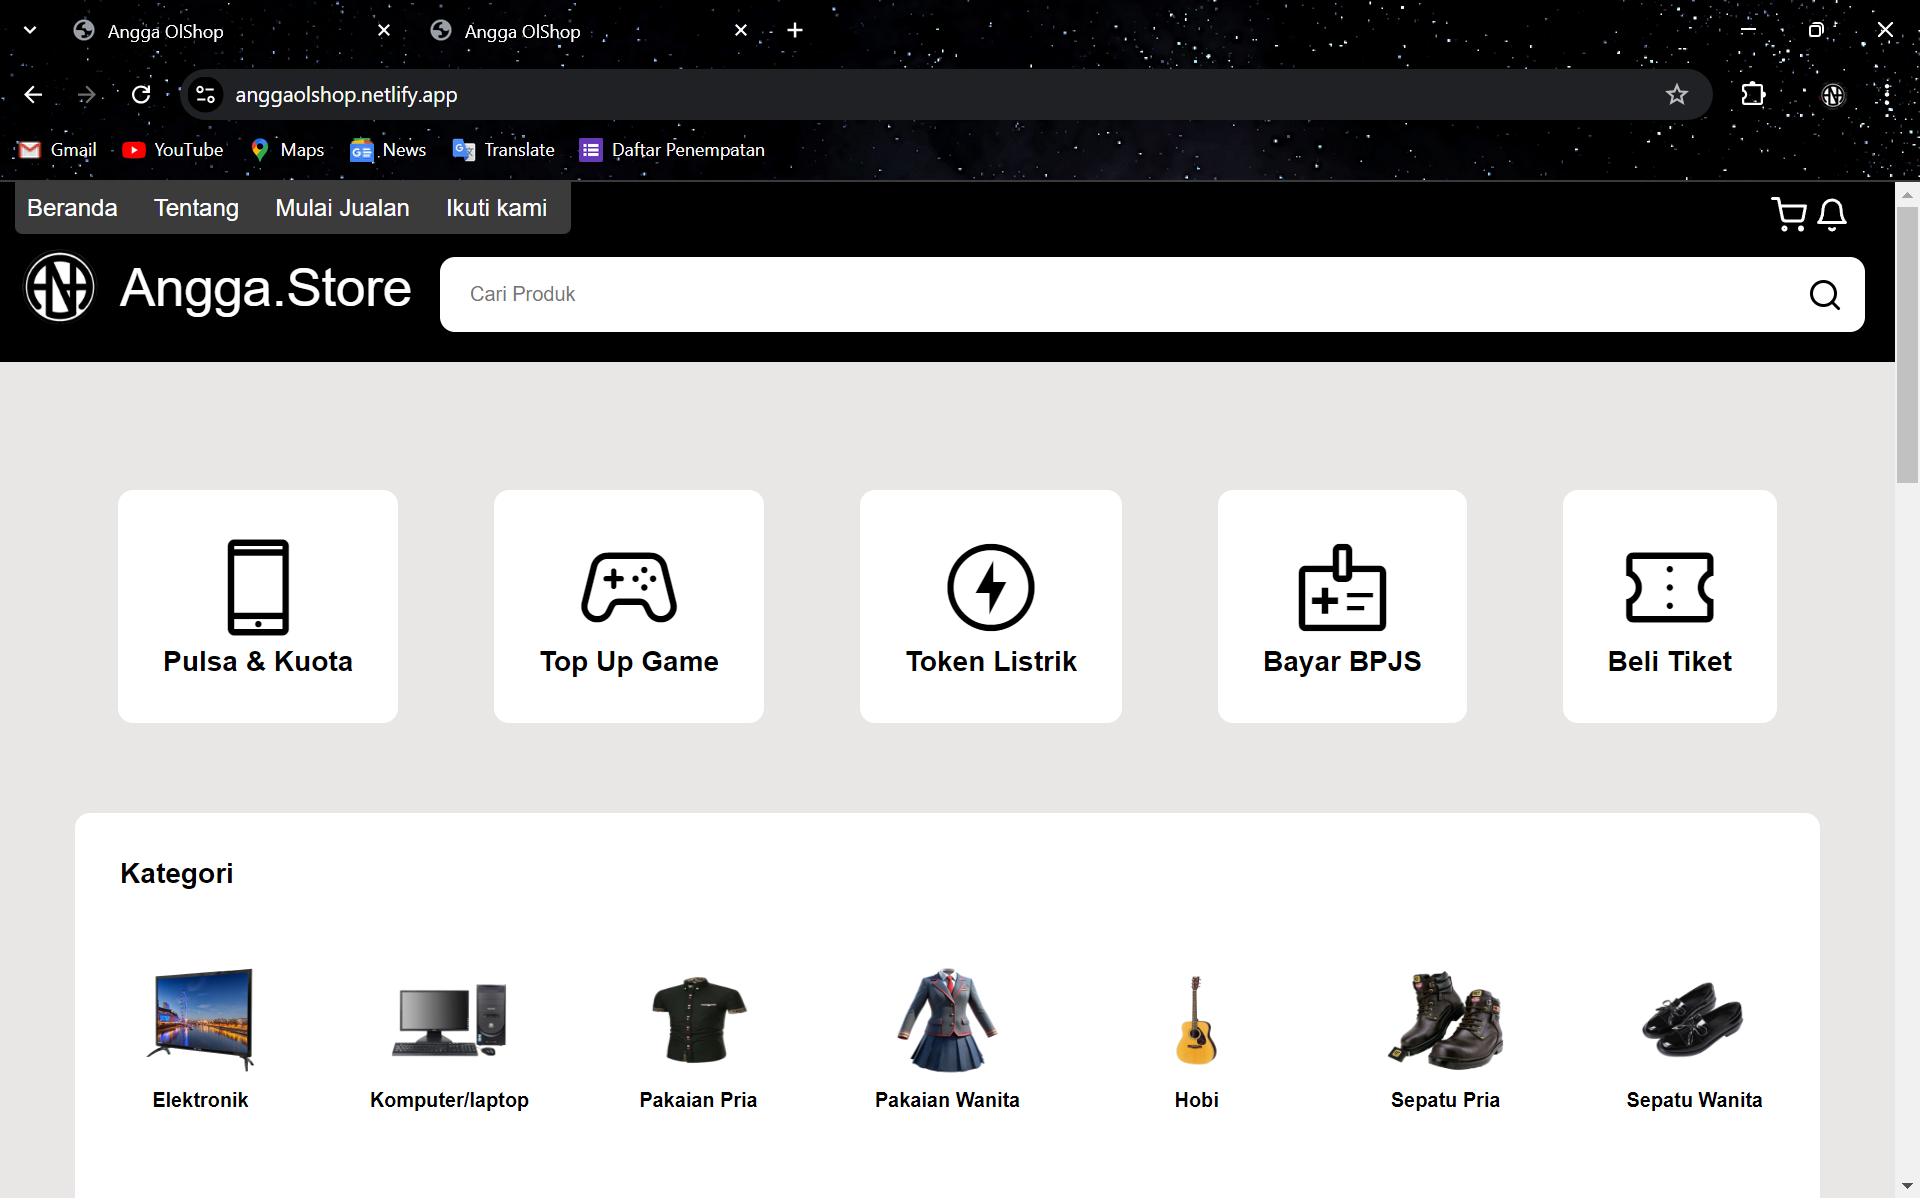 Angga OlShop
Angga OlShop
anggaolshop.netlify.app
Gmail
YouTube
Maps
News
Translate
Daftar Penempatan
Beranda
Tentang
Mulai Jualan
Ikuti kami
Angga.Store
Cari Produk
Pulsa & Kuota
Top Up Game
Token Listrik
Bayar BPJS
Beli Tiket
Kategori
Elektronik
Komputer/laptop
Pakaian Pria
Pakaian Wanita
Hobi
Sepatu Pria
Sepatu Wanita